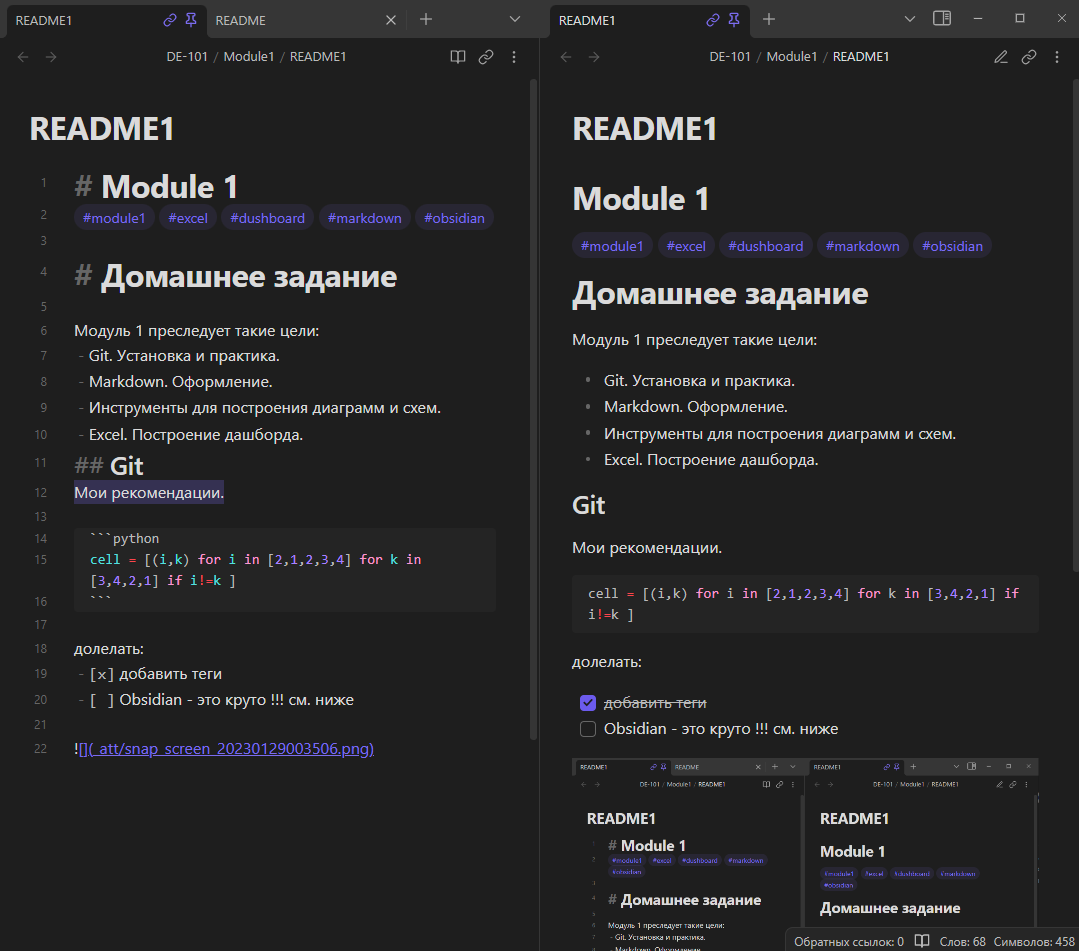 README1
README
README1
DE-101 / Module1 / README1
DE-101 / Module1 / README1
README1
1 # Module 1
2 #module1 #excel #dushboard #markdown #obsidian
3
4 # Домашнее задание
5
6 Модуль 1 преследует такие цели:
7 - Git. Установка и практика.
8 - Markdown. Оформление.
9 - Инструменты для построения диаграмм и схем.
10 - Excel. Построение дашборда.
11 ## Git
12 Мои рекомендации.
13
14 ```python
15 cell = [(i,k) for i in [2,1,2,3,4] for k in
[3,4,2,1] if i!=k ]
16 ```
17
18 долелать:
19 - [x] добавить теги
20 - [ ] Obsidian - это круто !!! см. ниже
21
22 ![](_att/snap_screen_20230129003506.png)
README1
Module 1
#module1 #excel #dushboard #markdown #obsidian
Домашнее задание
Модуль 1 преследует такие цели:
• Git. Установка и практика.
• Markdown. Оформление.
• Инструменты для построения диаграмм и схем.
• Excel. Построение дашборда.
Git
Мои рекомендации.
cell = [(i,k) for i in [2,1,2,3,4] for k in [3,4,2,1] if
i!=k ]
долелать:
добавить теги
Obsidian - это круто !!! см. ниже
README1
README
README1
DE-101 / Module1 / README1
DE-101 / Module1 / README1
README1
# Module 1
#module1 #excel #dushboard #markdown
#obsidian
# Домашнее задание
Модуль 1 преследует такие цели:
- Git. Установка и практика.
- Markdown. Оформление.
README1
Module 1
#module1 #excel #dushboard #markdown
#obsidian
Домашнее задание
Обратных ссылок: 0 Слов: 68 Символов: 458